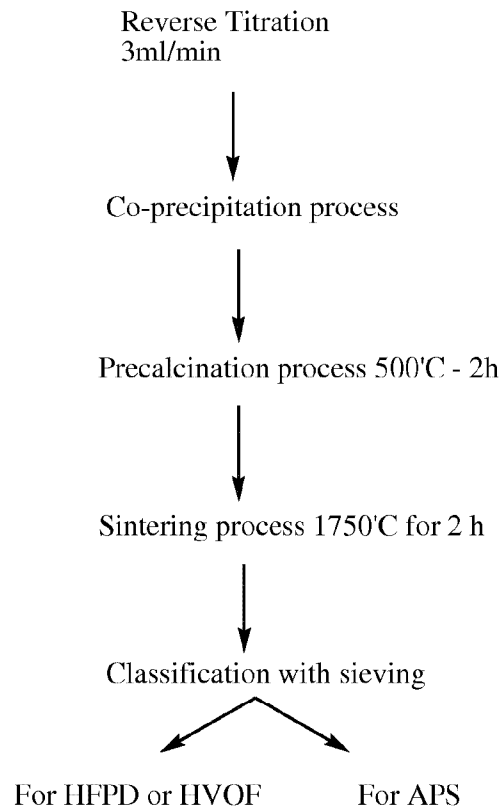 Reverse Titration
3ml/min
Co-precipitation process
Precalcination process 500'C - 2h
Sintering process 1750'C for 2 h
Classification with sieving
For HFPD or HVOF
For APS